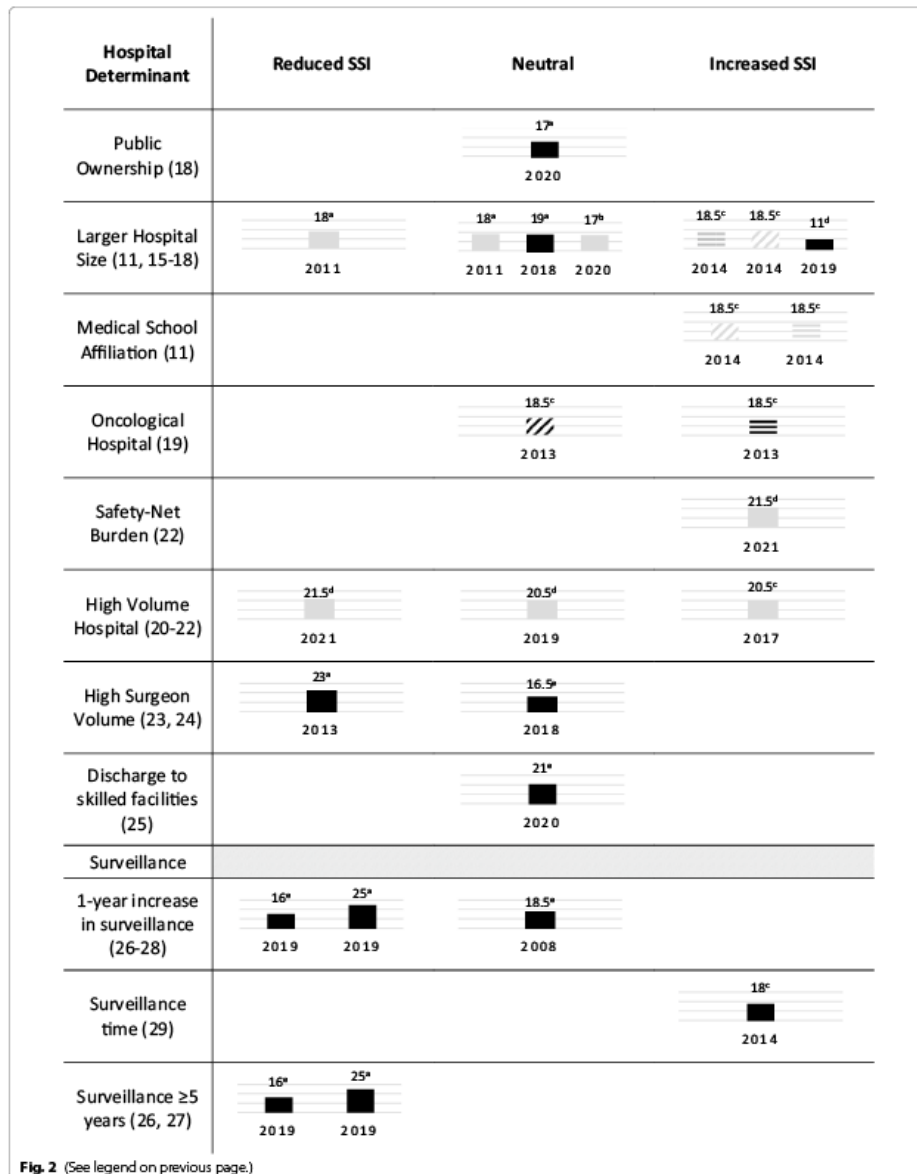 Hospital
Determinant
Reduced SSI
Neutral
Increased SSI
Public
Ownership (18)
17ᵃ
2020
Larger Hospital
Size (11, 15-18)
18ᵃ
2011
18ᵃ 19ᵃ 17ᵇ
2011 2018 2020
18.5ᶜ 18.5ᶜ 11ᵈ
2014 2014 2019
Medical School
Affiliation (11)
18.5ᶜ 18.5ᶜ
2014 2014
Oncological
Hospital (19)
18.5ᶜ
2013
18.5ᶜ
2013
Safety-Net
Burden (22)
21.5ᵈ
2021
High Volume
Hospital (20-22)
21.5ᵈ
2021
20.5ᵈ
2019
20.5ᶜ
2017
High Surgeon
Volume (23, 24)
23ᵃ
2013
16.5
2018
Discharge to
skilled facilities
(25)
21
2020
Surveillance
1-year increase
in surveillance
(26-28)
16 25ᵃ
2019 2019
18.5
2008
Surveillance
time (29)
18ᶜ
2014
Surveillance ≥5
years (26, 27)
16 25ᵃ
2019 2019
Fig. 2 (See legend on previous page.)